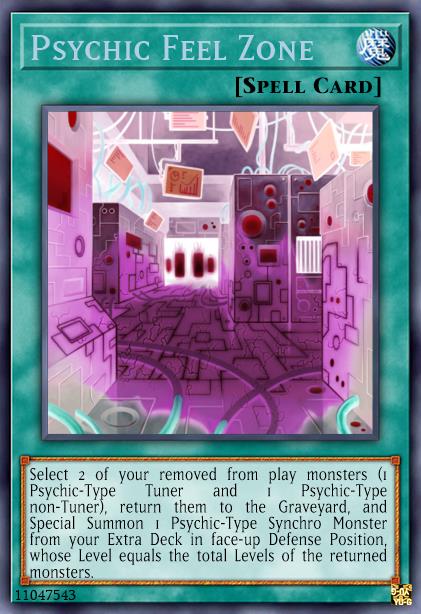 Psychic Feel Zone
魔
[Spell Card]
Select 2 of your removed from play monsters (1
Psychic-Type Tuner and 1 Psychic-Type
non-Tuner), return them to the Graveyard, and
Special Summon 1 Psychic-Type Synchro Monster
from your Extra Deck in face-up Defense Position,
whose Level equals the total Levels of the returned
monsters.
11047543